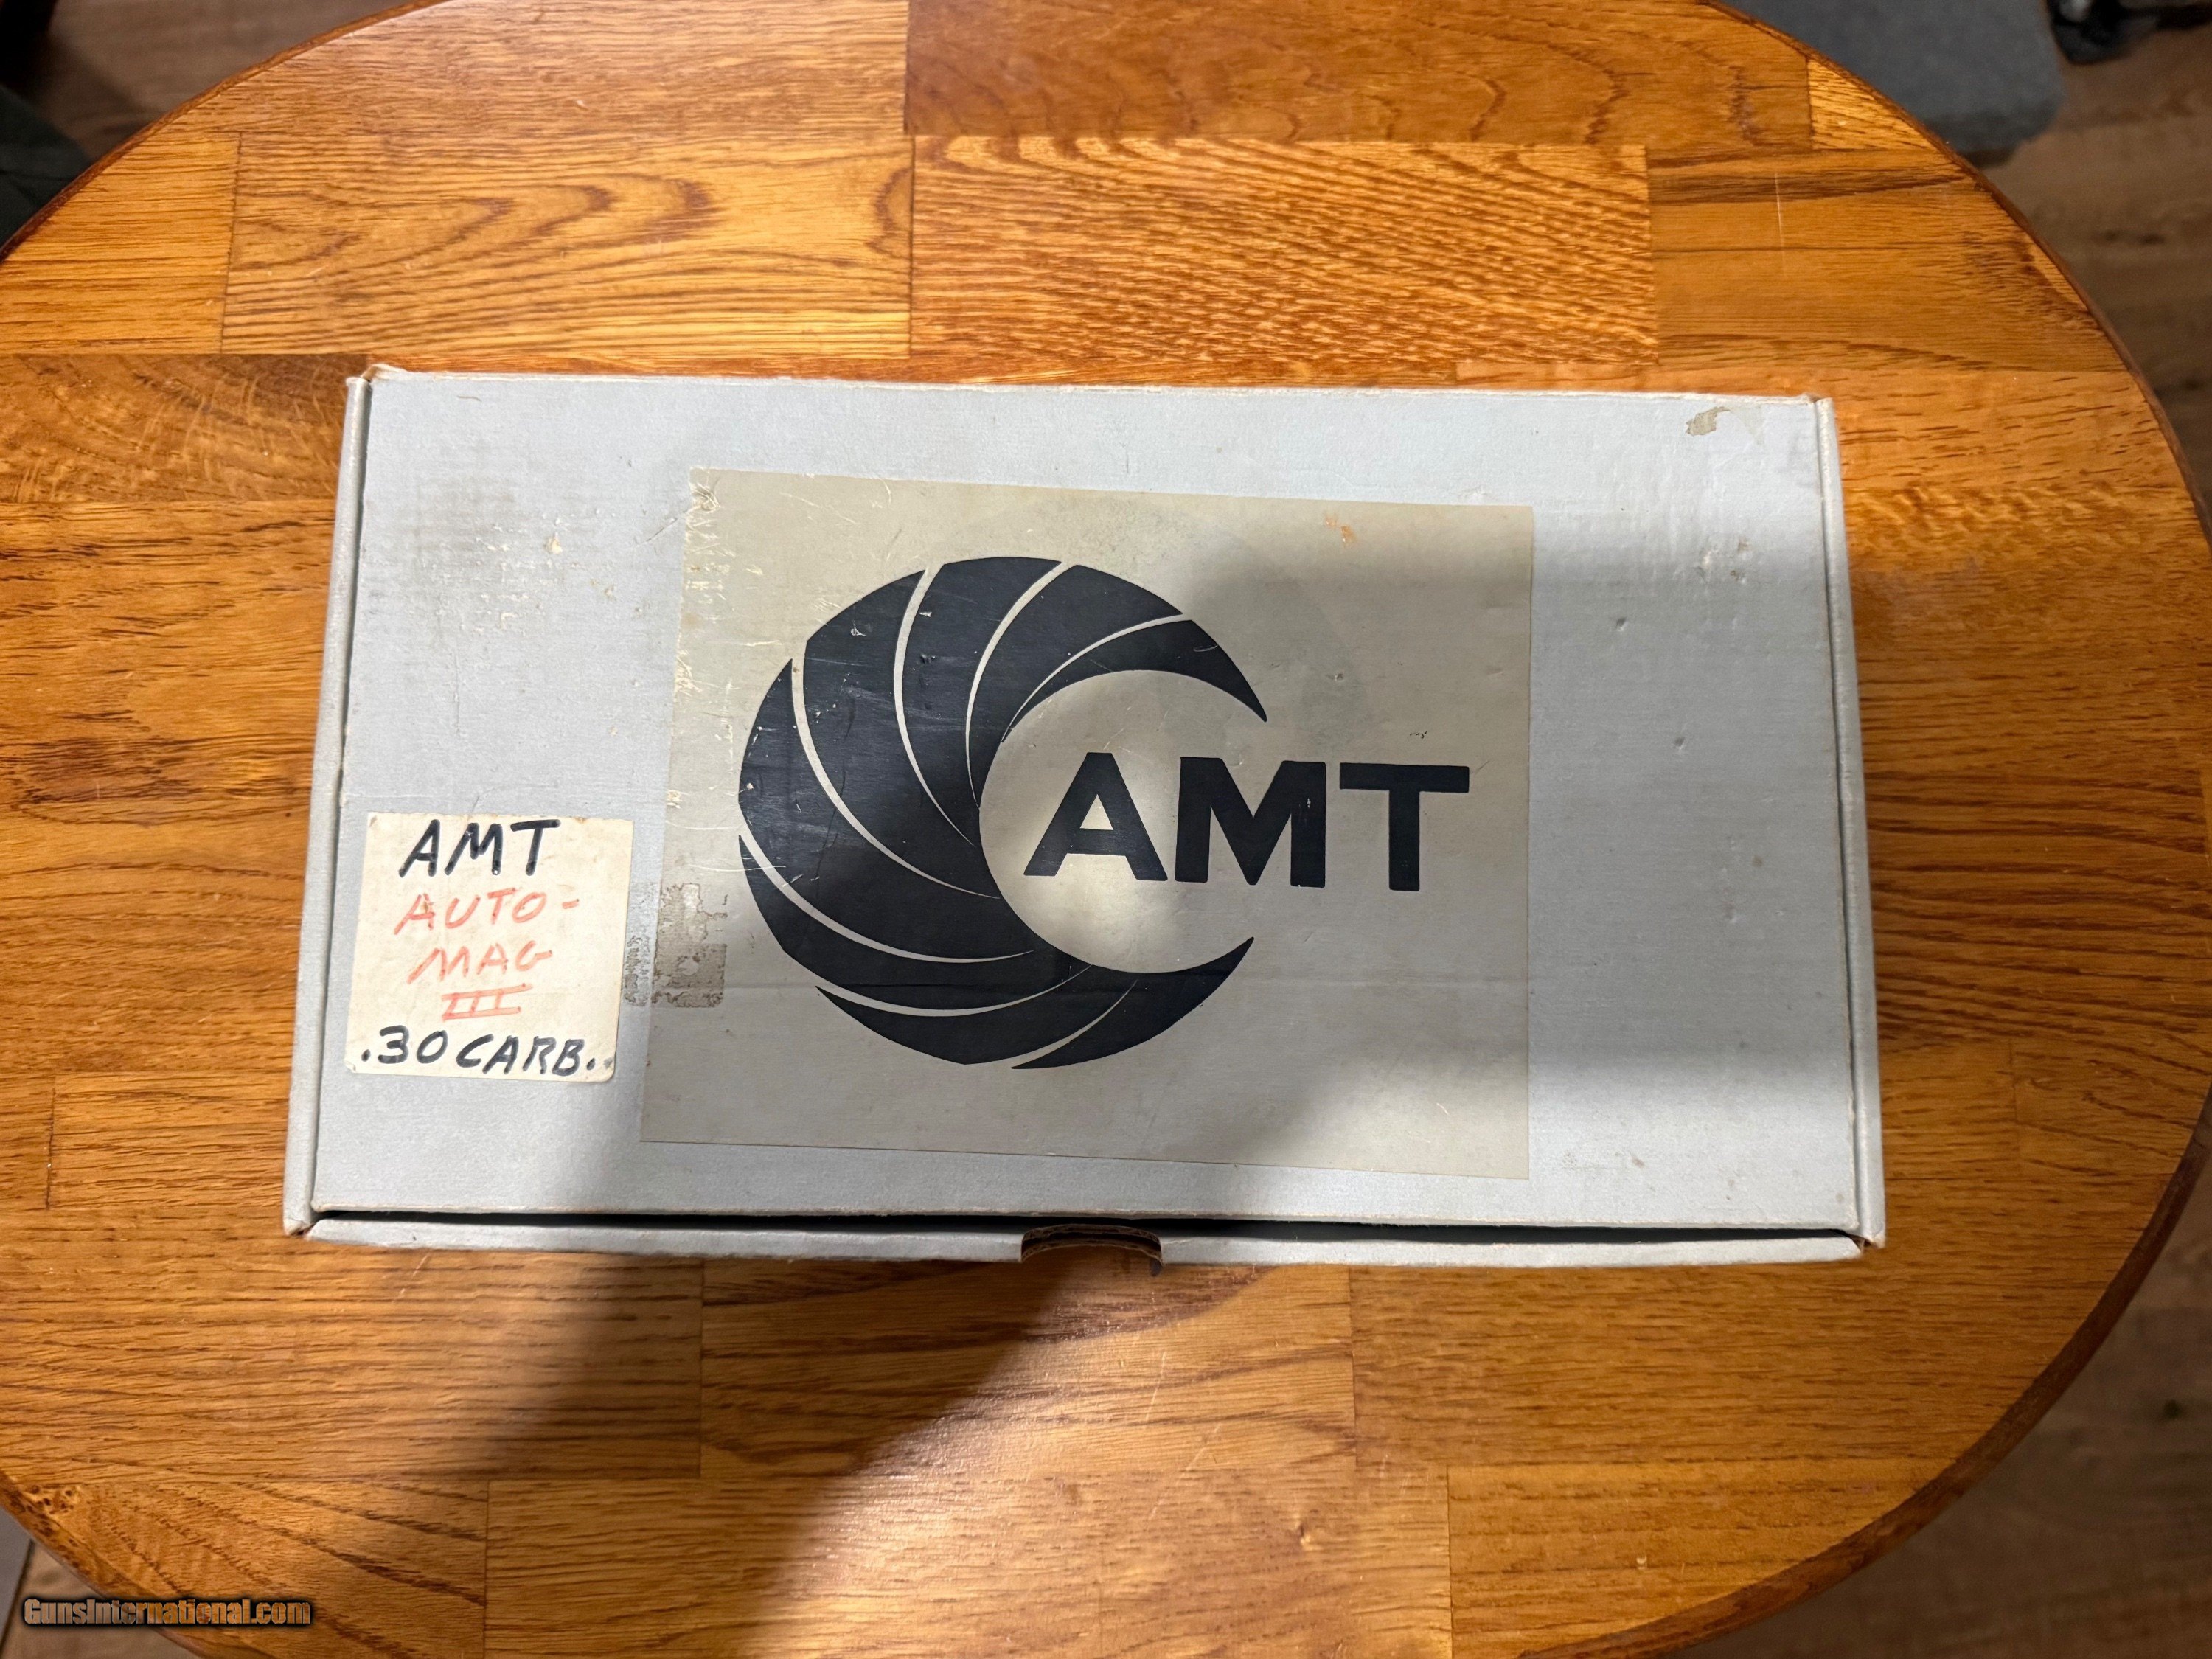 AMT
AMT
AUTO-
MAG
III
.30 CARB.
GunsInternational.com